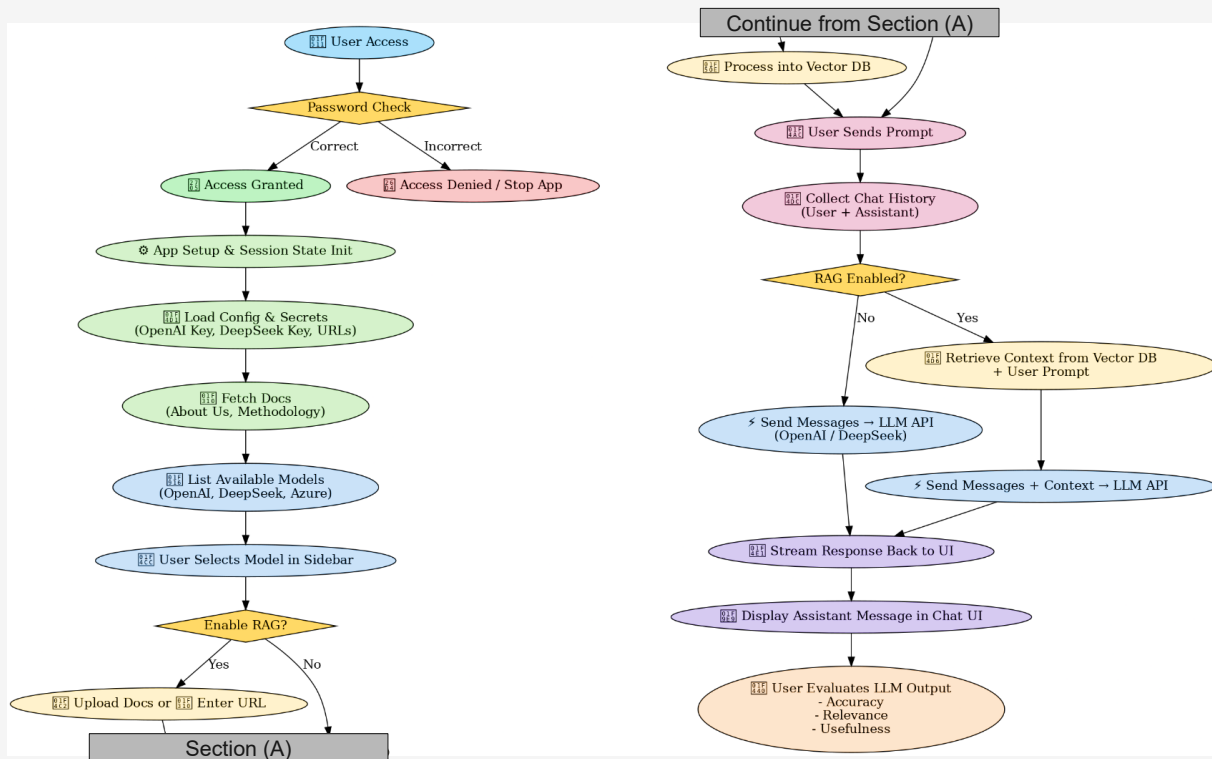 User Access
Password Check
Correct
Incorrect
Access Granted
Access Denied / Stop App
⚙ App Setup & Session State Init
Load Config & Secrets
(OpenAI Key, DeepSeek Key, URLs)
Fetch Docs
(About Us, Methodology)
List Available Models
(OpenAI, DeepSeek, Azure)
User Selects Model in Sidebar
Enable RAG?
Yes
No
Upload Docs or Enter URL
Section (A)
Continue from Section (A)
Process into Vector DB
User Sends Prompt
Collect Chat History
(User + Assistant)
RAG Enabled?
No
Yes
Retrieve Context from Vector DB
+ User Prompt
⚡ Send Messages → LLM API
(OpenAI / DeepSeek)
⚡ Send Messages + Context → LLM API
Stream Response Back to UI
Display Assistant Message in Chat UI
User Evaluates LLM Output
- Accuracy
- Relevance
- Usefulness